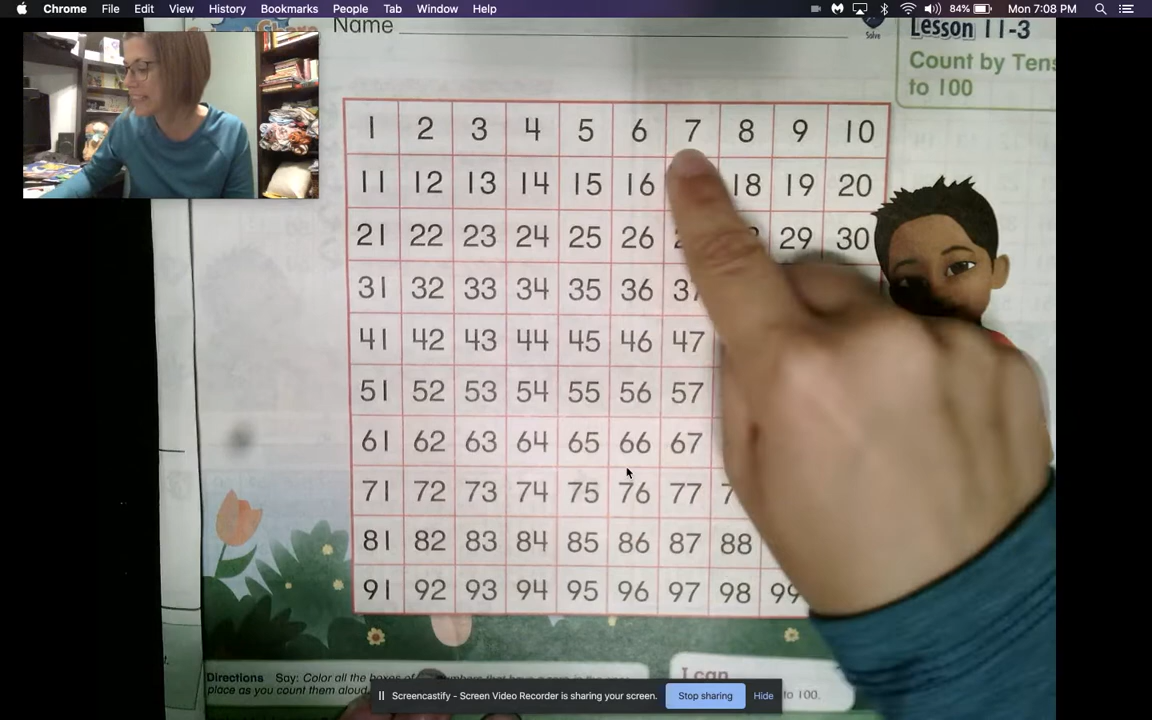 Chrome File Edit View History Bookmarks People Tab Window Help 84% Mon 7:08 PM
Name
Solve
Lesson 11-3
Count by Tens
to 100
1 2 3 4 5 6 7 8 9 10
11 12 13 14 15 16 18 19 20
21 22 23 24 25 26 29 30
31 32 33 34 35 36 37
41 42 43 44 45 46 47
51 52 53 54 55 56 57
61 62 63 64 65 66 67
71 72 73 74 75 76 77
81 82 83 84 85 86 87 88
91 92 93 94 95 96 97 98 99
Directions Say: Color all the boxes of
place as you count them aloud
I can
to 100.
Screencastify - Screen Video Recorder is sharing your screen. Stop sharing Hide